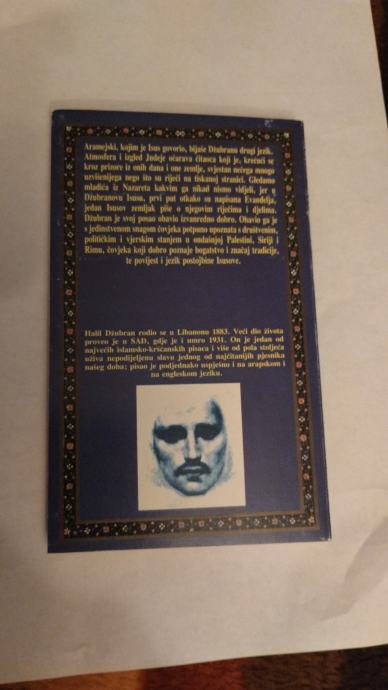 Aramejski, kojim je Isus govorio, bijaše Džubranu drugi jezik.
Atmosfera i izgled Judeje očarava čitaoca koji je, krećući se
kroz prizore iz onih dana i one zemlje, svjestan nečega mnogo
uzvišenijega nego što su riječi na tiskanoj stranici. Gledamo
mladića iz Nazareta kakvim ga nikad nismo vidjeli, jer u
Džubranovu Isusu, prvi put otkako su napisana Evanđelja,
jedan Isusov zemljak piše o njegovim riječima i djelima.
Džubran je svoj posao obavio izvanredno dobro. Obavio ga je
s jedinstvenom snagom čovjeka potpuno upoznata s društvenim,
političkim i vjerskim stanjem u ondašnjoj Palestini, Siriji i
Rimu, čovjeka koji dobro poznaje bogatstvo i značaj tradicije,
te povijest i jezik postojbine Isusove.
Halil Džubran rodio se u Libanonu 1883. Veći dio života
proveo je u SAD, gdje je i umro 1931. On je jedan od
najvećih islamsko-kršćanskih pisaca i više od pola stoljeća
uživa nepodijeljenu slavu jednog od najčitanijih pjesnika
našeg doba; pisao je podjednako uspješno i na arapskom i
na engleskom jeziku.